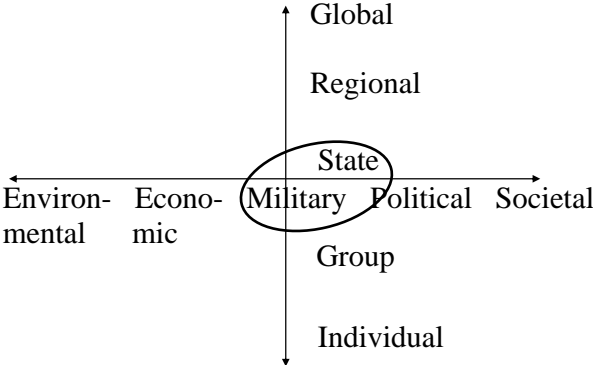 Global
Regional
State
Environ- Econo- Military Political Societal
mental mic
Group
Individual